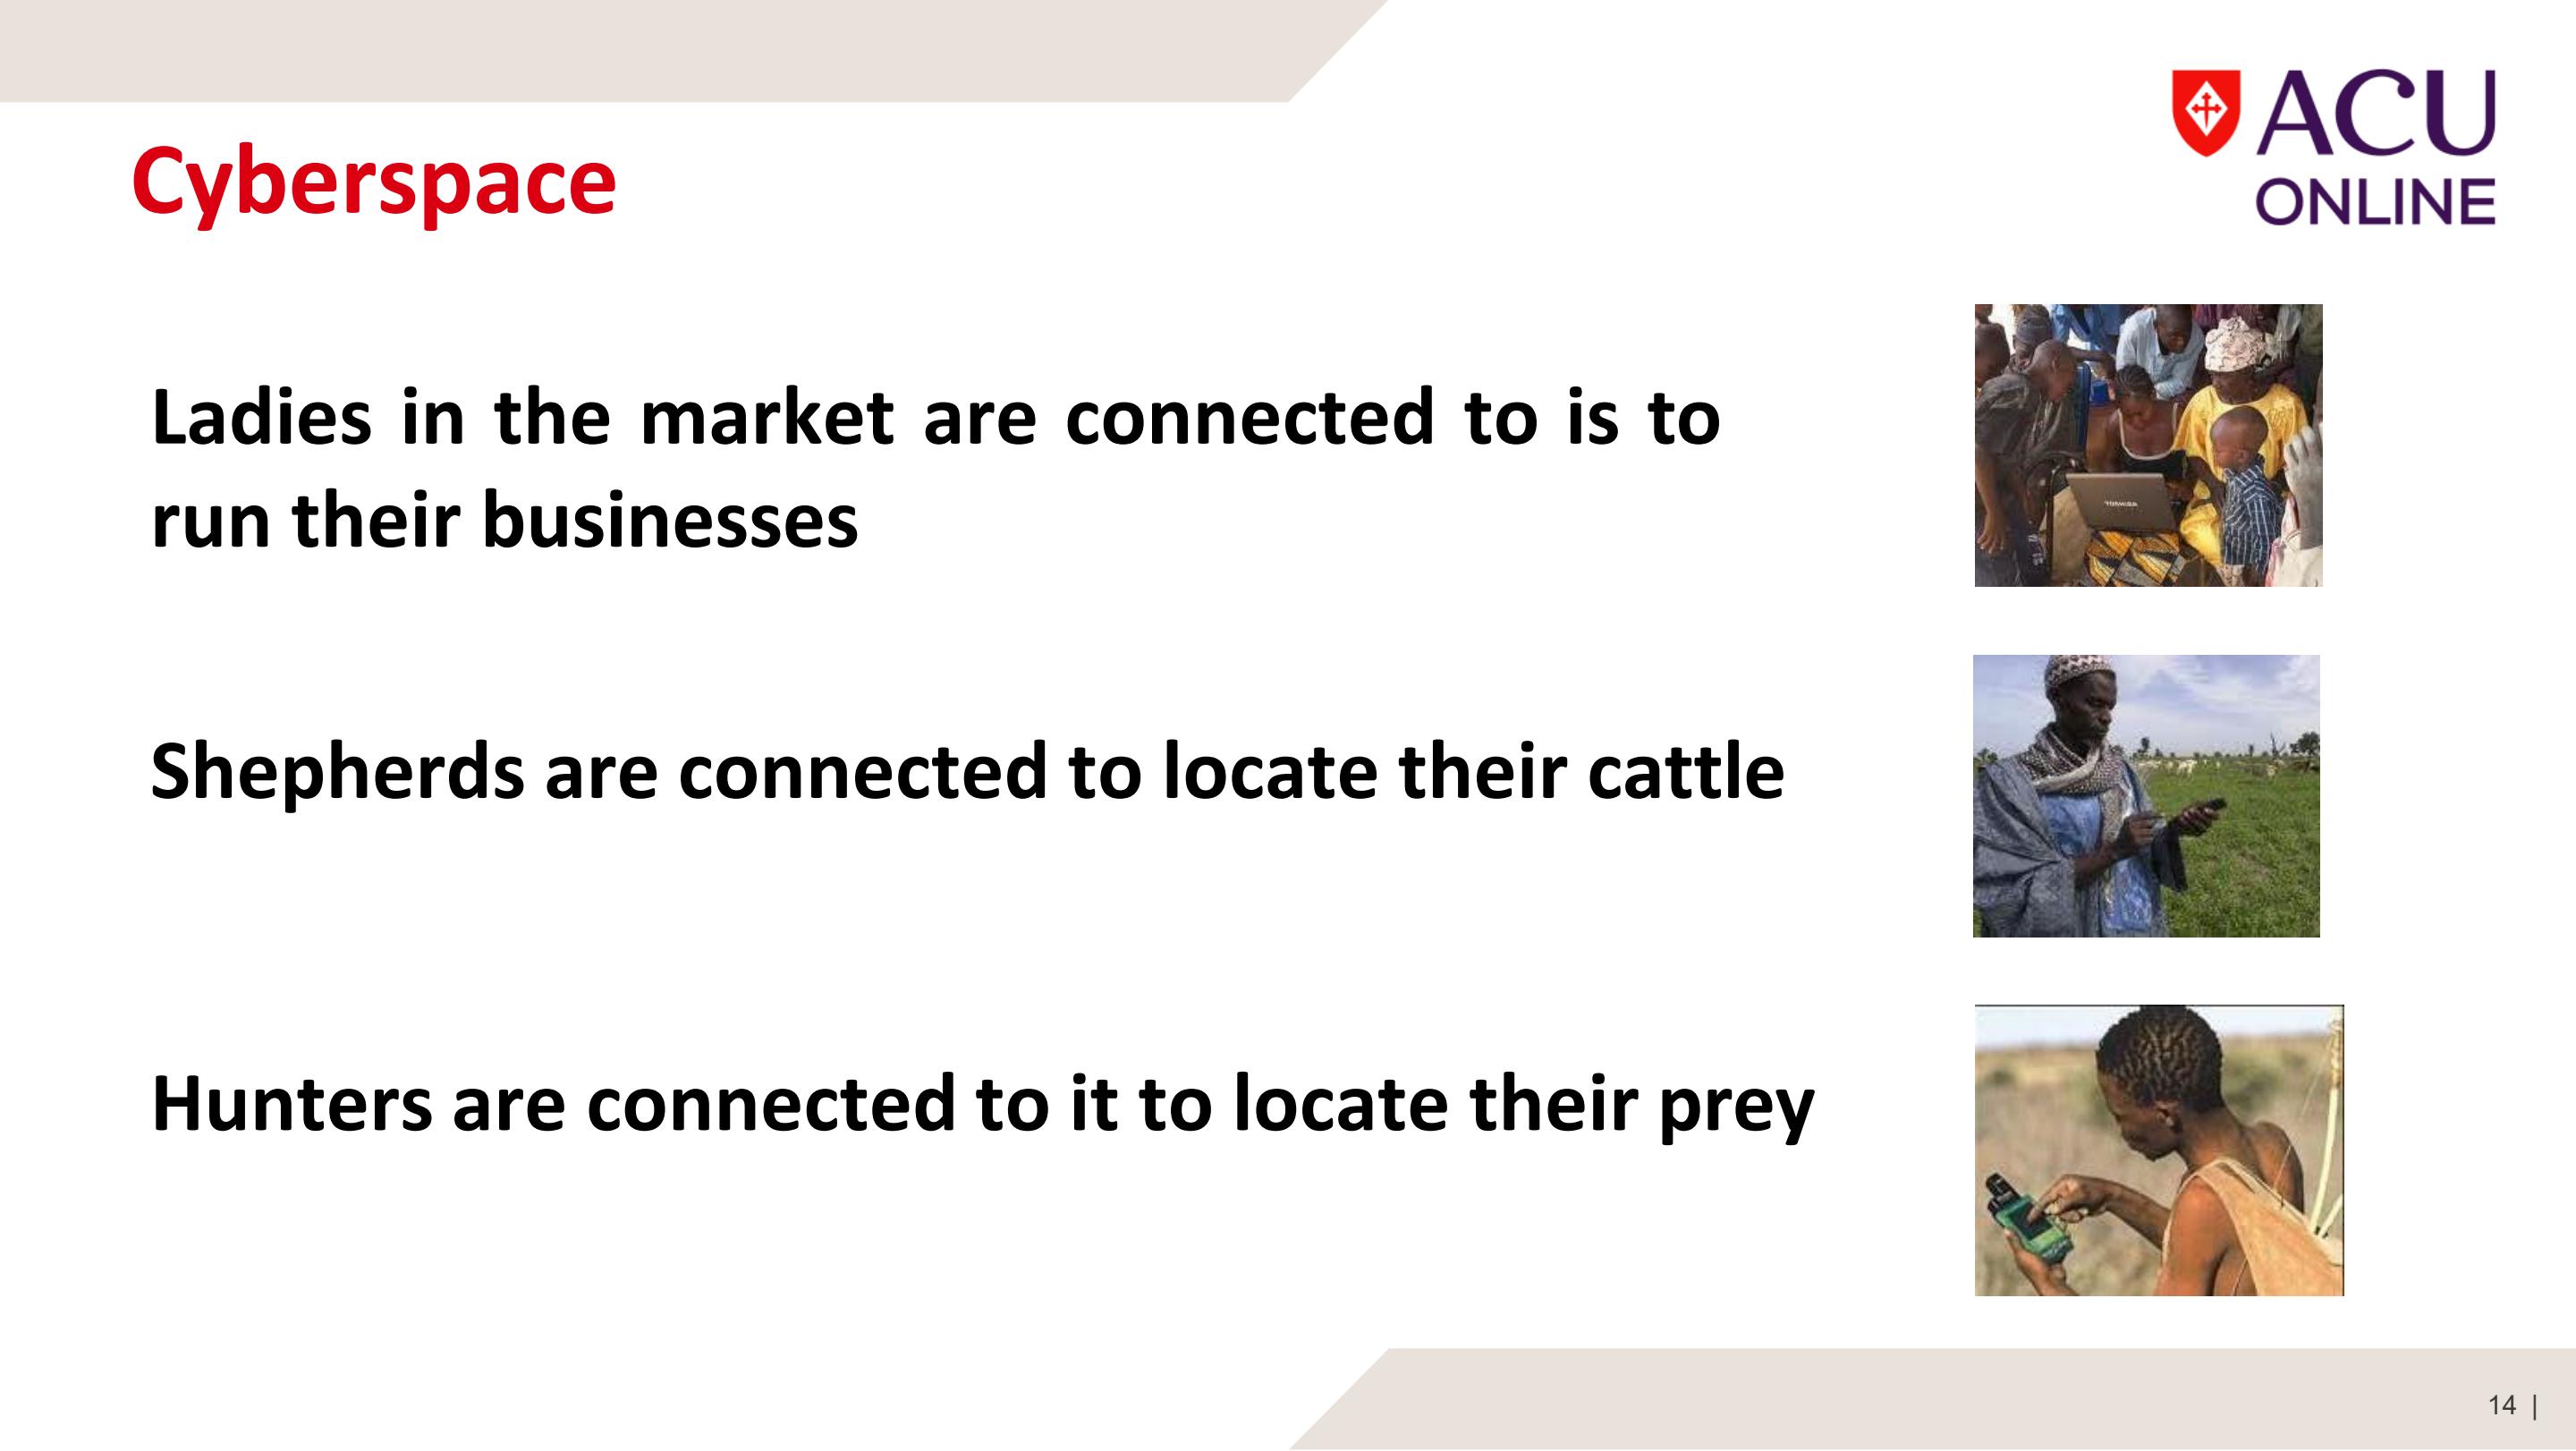 ACU
ONLINE
Cyberspace
Ladies in the market are connected to is to
run their businesses
TOSHIBA
Shepherds are connected to locate their cattle
Hunters are connected to it to locate their prey
14 |